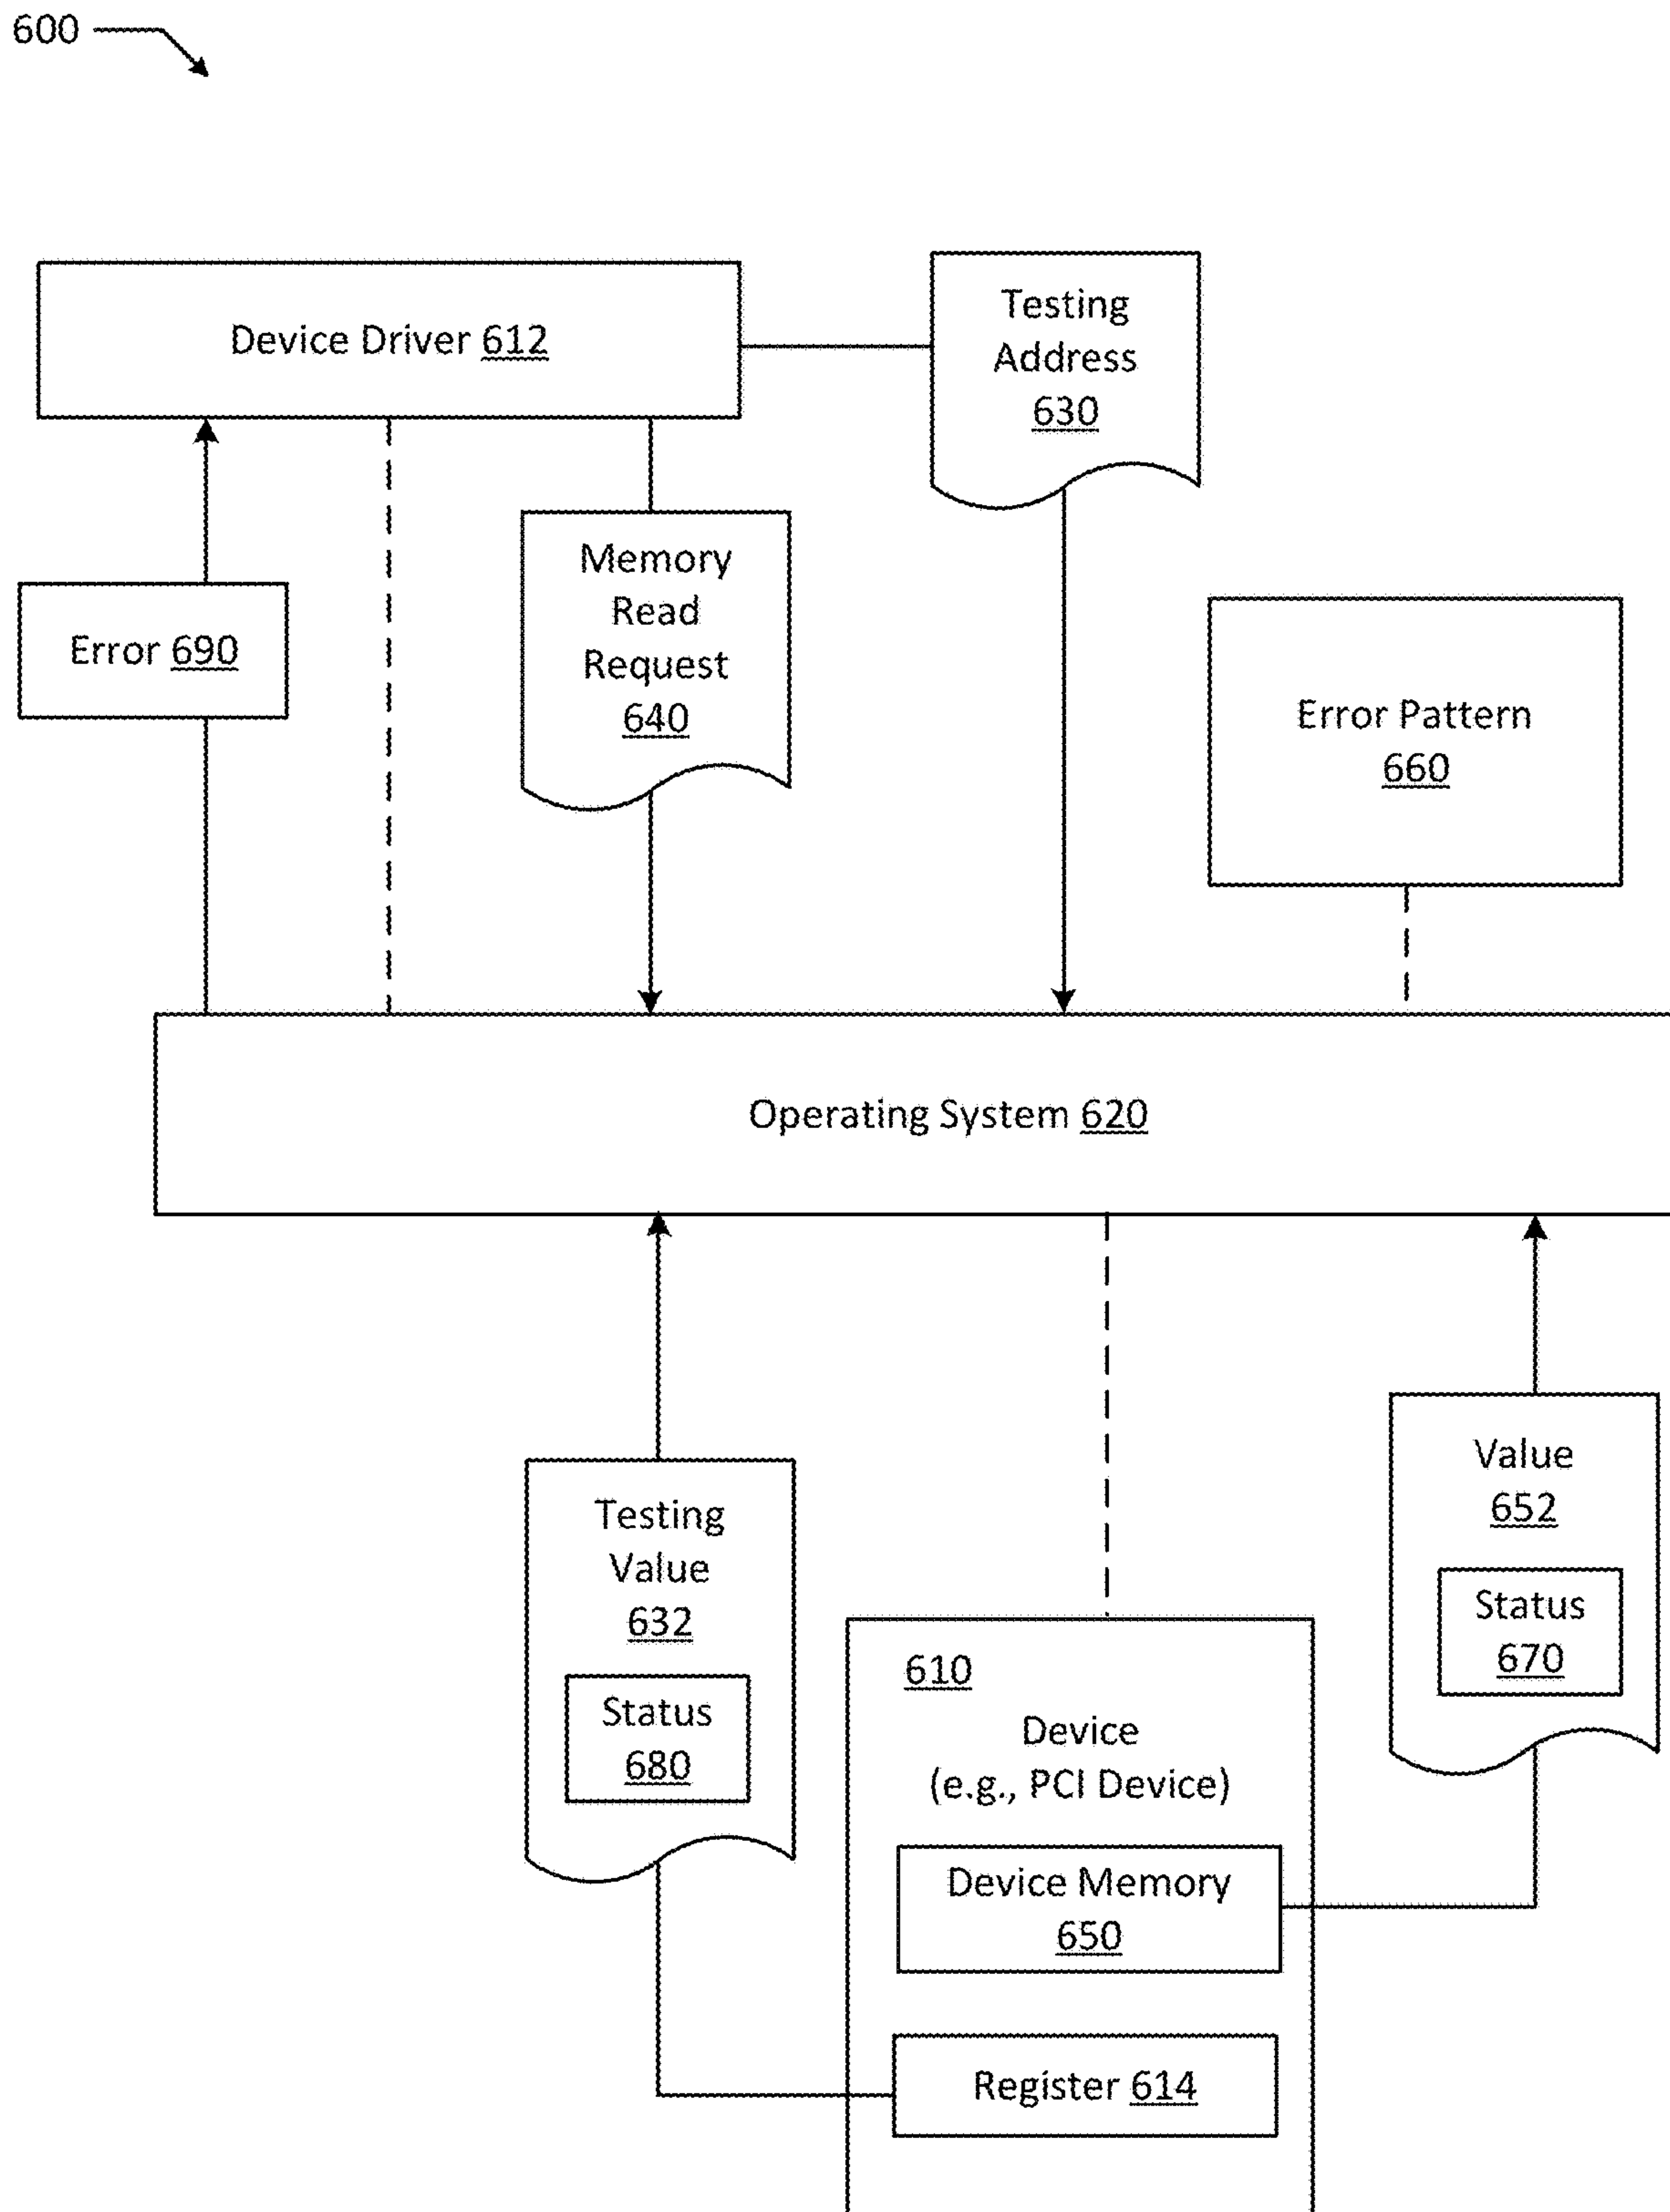 600
Device Driver 612
Testing
Address
630
Memory
Read
Request
640
Error 690
Error Pattern
660
Operating System 620
Testing
Value
632
Status
680
Value
652
Status
670
610
Device
(e.g., PCI Device)
Device Memory
650
Register 614